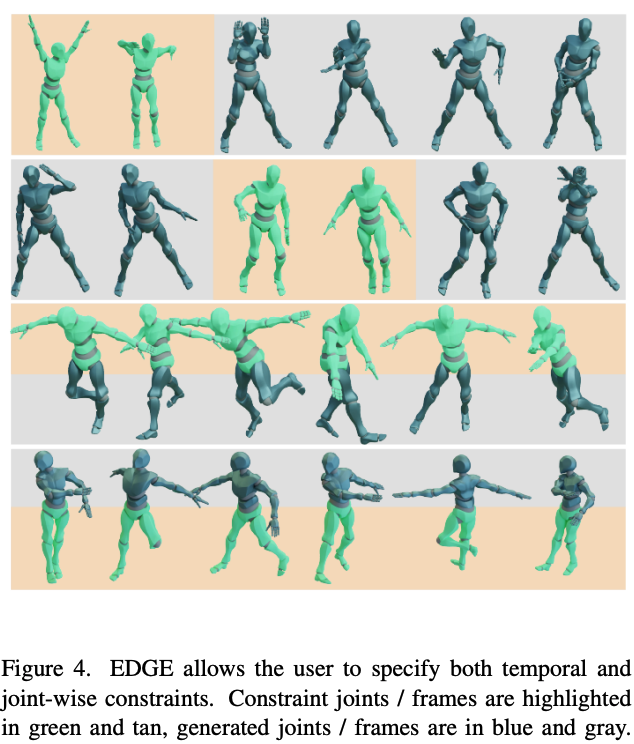 Figure 4. EDGE allows the user to specify both temporal and
joint-wise constraints. Constraint joints / frames are highlighted
in green and tan, generated joints / frames are in blue and gray.